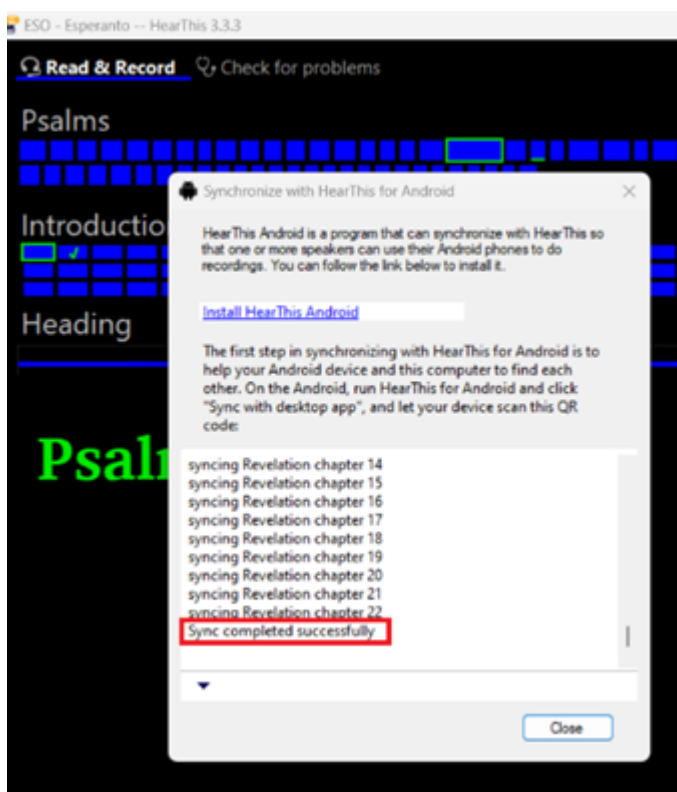 ESO - Esperanto -- HearThis 3.3.3
Read & Record Check for problems
Psalms
Synchronize with HearThis for Android
Introductio
HearThis Android is a program that can synchronize with HearThis so
that one or more speakers can use their Android phones to do
recordings. You can follow the link below to install it.
Install HearThis Android
Heading
The first step in synchronizing with HearThis for Android is to
help your Android device and this computer to find each
other. On the Android, run HearThis for Android and click
"Sync with desktop app", and let your device scan this QR
code:
Psal
syncing Revelation chapter 14
syncing Revelation chapter 15
syncing Revelation chapter 16
syncing Revelation chapter 17
syncing Revelation chapter 18
syncing Revelation chapter 19
syncing Revelation chapter 20
syncing Revelation chapter 21
syncing Revelation chapter 22
Sync completed successfully
Close